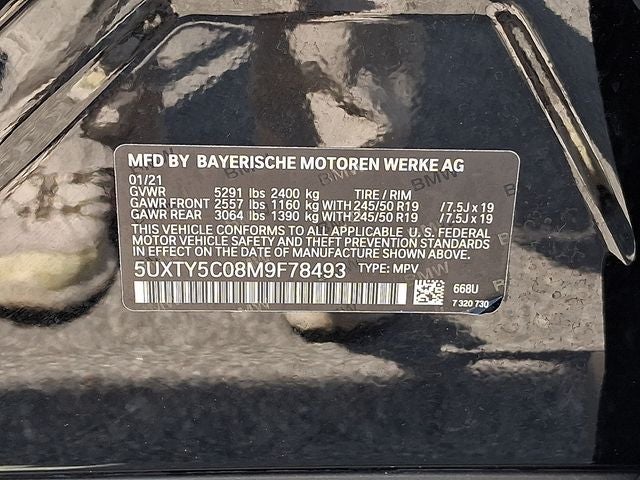 MFD BY BAYERISCHE MOTOREN WERKE AG
01/21
GVWR 5291 lbs 2400 kg TIRE / RIM
GAWR FRONT 2557 lbs 1160 kg WITH 245/50 R19 / 7.5J x 19
GAWR REAR 3064 lbs 1390 kg WITH 245/50 R19 / 7.5J x 19
THIS VEHICLE CONFORMS TO ALL APPLICABLE U. S. FEDERAL
MOTOR VEHICLE SAFETY AND THEFT PREVENTION STANDARDS
IN EFFECT ON THE DATE OF MANUFACTURE SHOWN ABOVE.
5UXTY5C08M9F78493 TYPE: MPV
668U
7 320 730